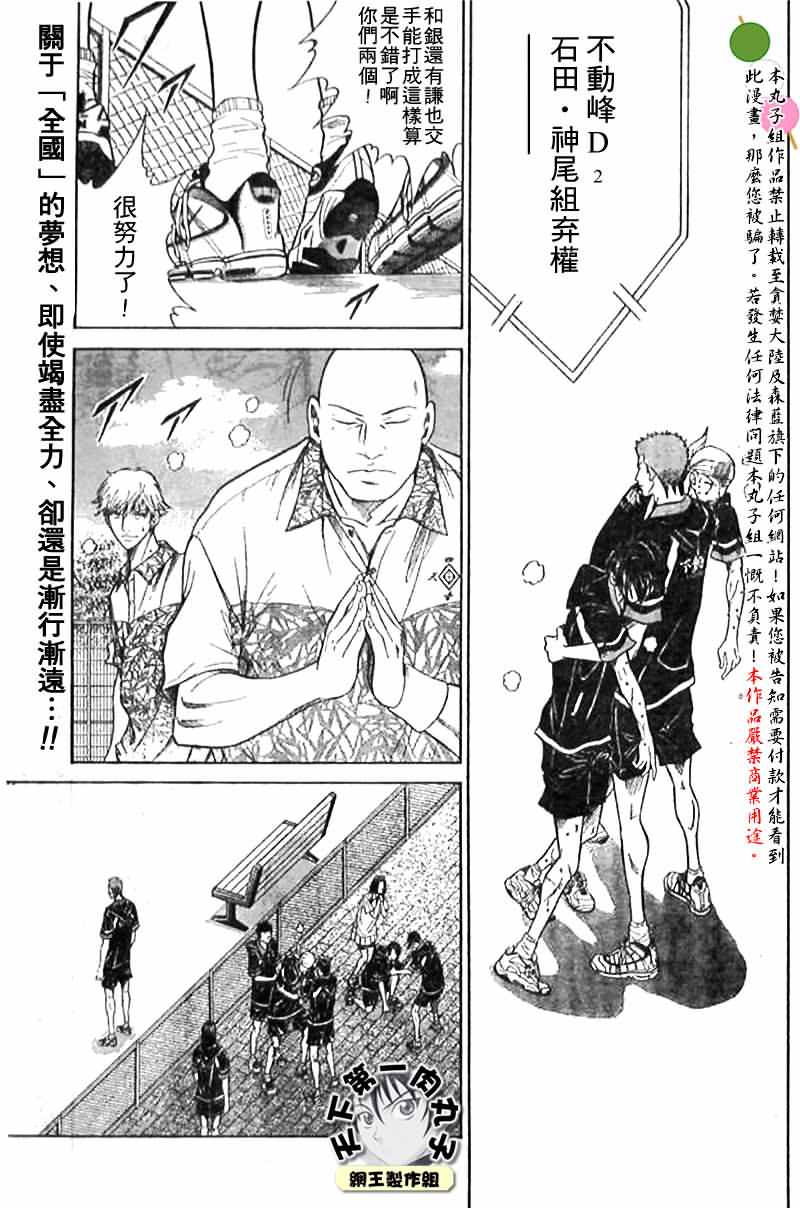 本丸子組作品禁止轉載至貪婪大陸及森藍旗下的任何網站！如果您被告知需要付款才能看到
此漫畫，那麼您被騙了。若發生任何法律問題本丸子組一慨不負責！本作品嚴禁商業用途。
不動峰D2
石田・神尾組弃權
和銀還有謙也交
手能打成這樣算
是不錯了啊
你們兩個！
很努力了！
關于「全國」的夢想、即使竭盡全力、卻還是漸行漸遠…!!
天下第一肉丸子
網王製作組